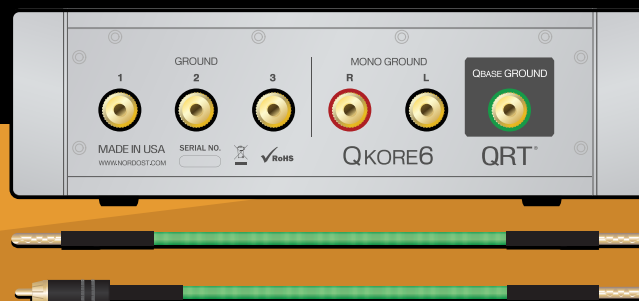 GROUND
1 2 3
MONO GROUND
R L
QBASE GROUND
MADE IN USA
WWW.NORDOST.COM
SERIAL NO.
RoHS
QKORE6
QRT®